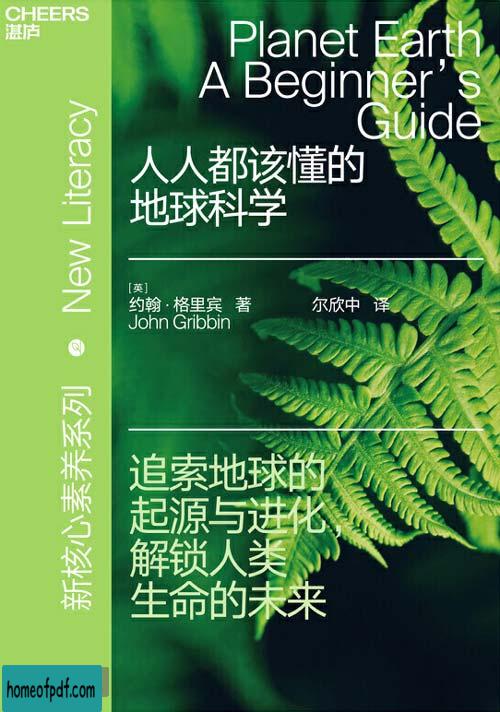 CHEERS
湛庐
Planet Earth
A Beginner's
Guide
人人都该懂的
地球科学
[英]
约翰·格里宾 著 尔欣中 译
John Gribbin
追索地球的
起源与进化，
解锁人类
生命的未来
新核心素养系列 New Literacy
homeofpdf.com